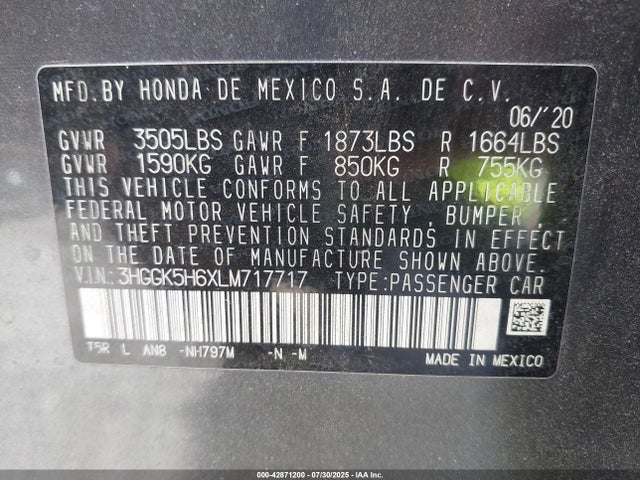 MFD.BY HONDA DE MEXICO S.A. DE C.V.
06/'20
GVWR 3505LBS GAWR F 1873LBS R 1664LBS
GVWR 1590KG GAWR F 850KG R 755KG
THIS VEHICLE CONFORMS TO ALL APPLICABLE
FEDERAL MOTOR VEHICLE SAFETY, BUMPER,
AND THEFT PREVENTION STANDARDS IN EFFECT
ON THE DATE OF MANUFACTURE SHOWN ABOVE.
V.I.N: 3HGGK5H6XLM717717 TYPE:PASSENGER CAR
T5R L AN8 -NH797M -N -M
MADE IN MEXICO
000-42871200 | 07/30/2025 - IAA Inc.